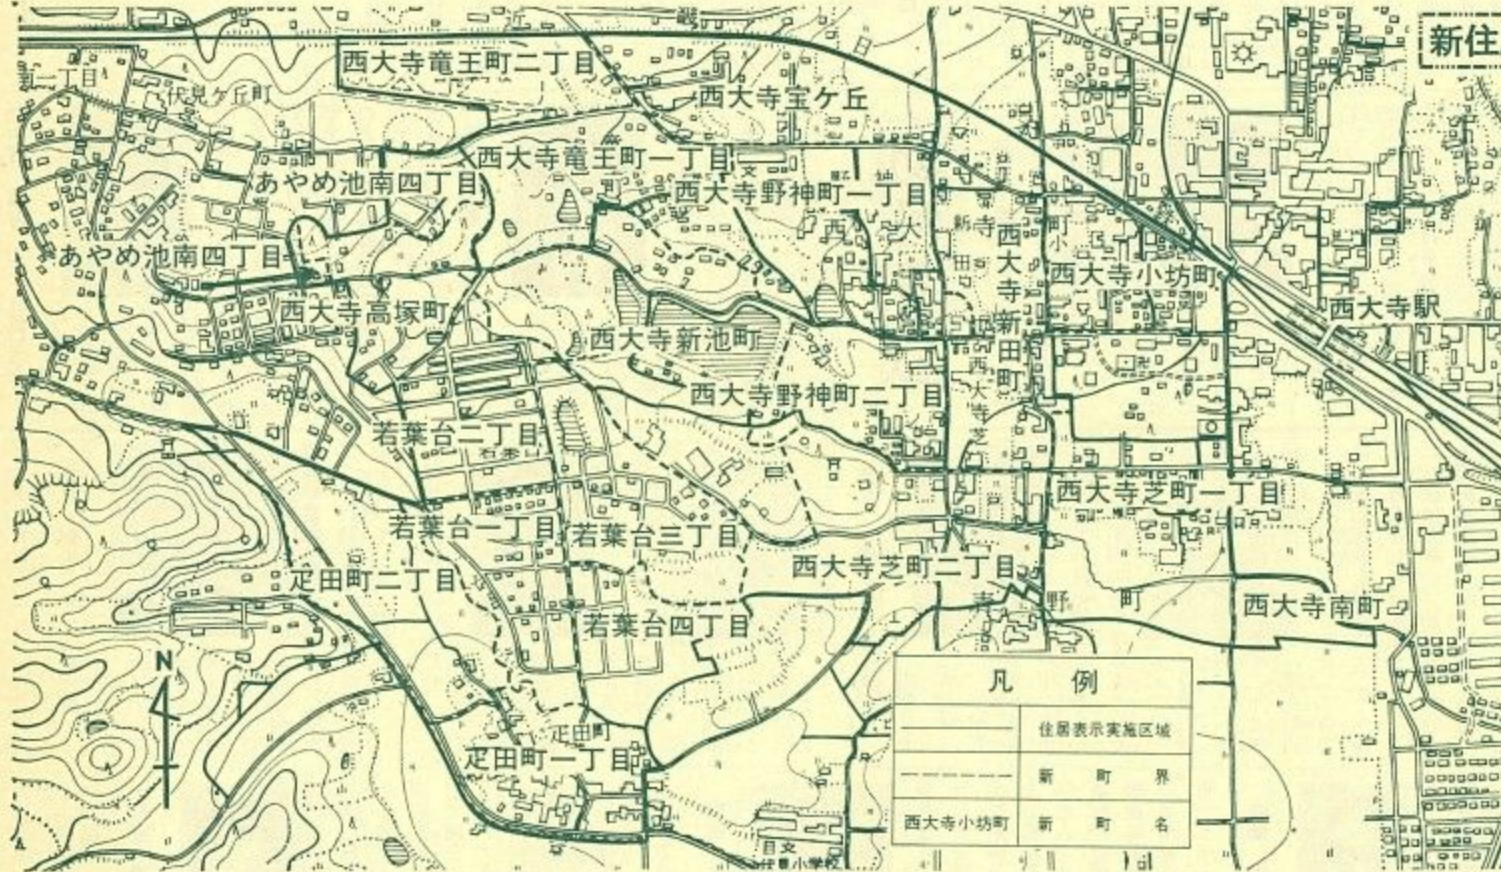 新住
西大寺竜王町二丁目
伏見ケ丘町
西大寺宝ケ丘
西大寺竜王町一丁目
あやめ池南四丁目
西大寺野神町一丁目
あやめ池南四丁目
西大寺新田町
西大寺小坊町
西大寺高塚町
西大寺駅
西大寺新池町
西大寺野神町二丁目
若葉台二丁目
西大寺芝町一丁目
若葉台一丁目
若葉台三丁目
疋田町二丁目
西大寺芝町二丁目
西大寺南町
若葉台四丁目
疋田町
疋田町一丁目
N
凡 例
住居表示実施区域
新 町 界
西大寺小坊町 新 町 名
伏見小学校